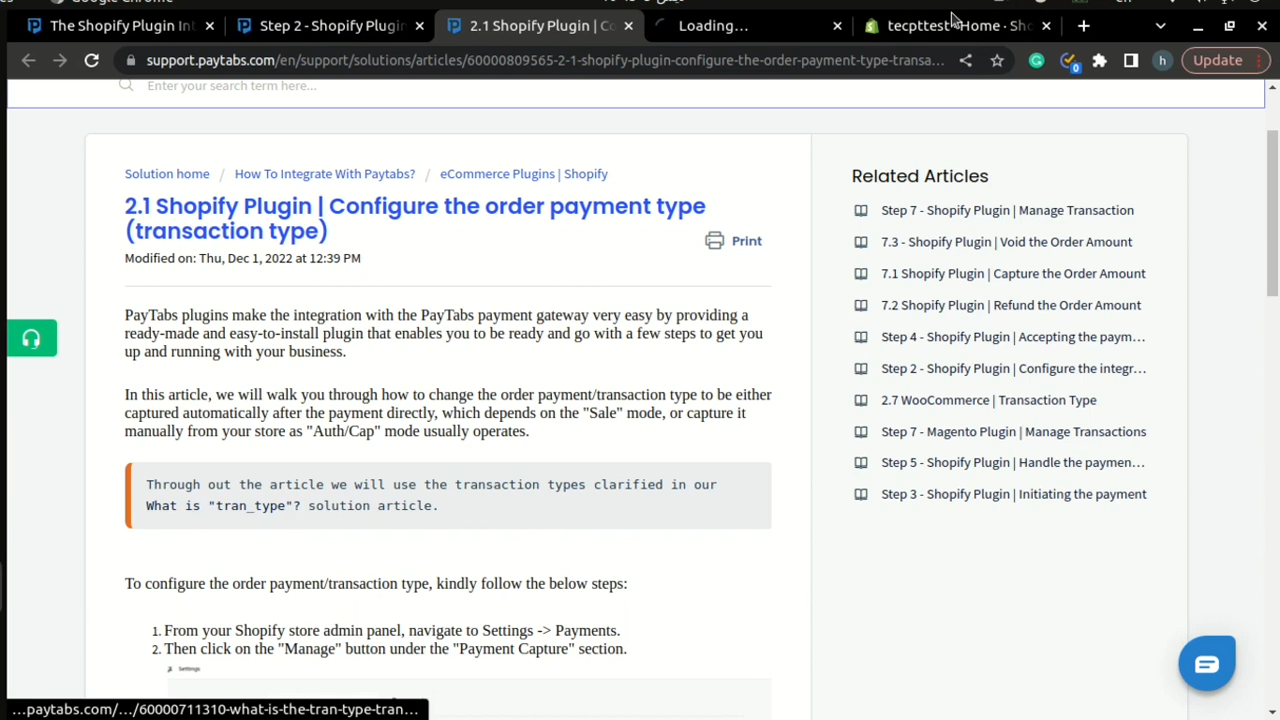 Google Chrome
The Shopify Plugin Int
Step 2 - Shopify Plugin
2.1 Shopify Plugin | Co
Loading...
tecpttest · Home · Sho
support.paytabs.com/en/support/solutions/articles/60000809565-2-1-shopify-plugin-configure-the-order-payment-type-transa...
h
Update
Enter your search term here...
Solution home / How To Integrate With Paytabs? / eCommerce Plugins | Shopify
2.1 Shopify Plugin | Configure the order payment type
(transaction type)
Print
Modified on: Thu, Dec 1, 2022 at 12:39 PM
PayTabs plugins make the integration with the PayTabs payment gateway very easy by providing a
ready-made and easy-to-install plugin that enables you to be ready and go with a few steps to get you
up and running with your business.
In this article, we will walk you through how to change the order payment/transaction type to be either
captured automatically after the payment directly, which depends on the "Sale" mode, or capture it
manually from your store as "Auth/Cap" mode usually operates.
Through out the article we will use the transaction types clarified in our
What is "tran_type"? solution article.
To configure the order payment/transaction type, kindly follow the below steps:
1. From your Shopify store admin panel, navigate to Settings -> Payments.
2. Then click on the "Manage" button under the "Payment Capture" section.
Settings
Related Articles
Step 7 - Shopify Plugin | Manage Transaction
7.3 - Shopify Plugin | Void the Order Amount
7.1 Shopify Plugin | Capture the Order Amount
7.2 Shopify Plugin | Refund the Order Amount
Step 4 - Shopify Plugin | Accepting the paym...
Step 2 - Shopify Plugin | Configure the integr...
2.7 WooCommerce | Transaction Type
Step 7 - Magento Plugin | Manage Transactions
Step 5 - Shopify Plugin | Handle the paymen...
Step 3 - Shopify Plugin | Initiating the payment
...paytabs.com/.../60000711310-what-is-the-tran-type-tran...